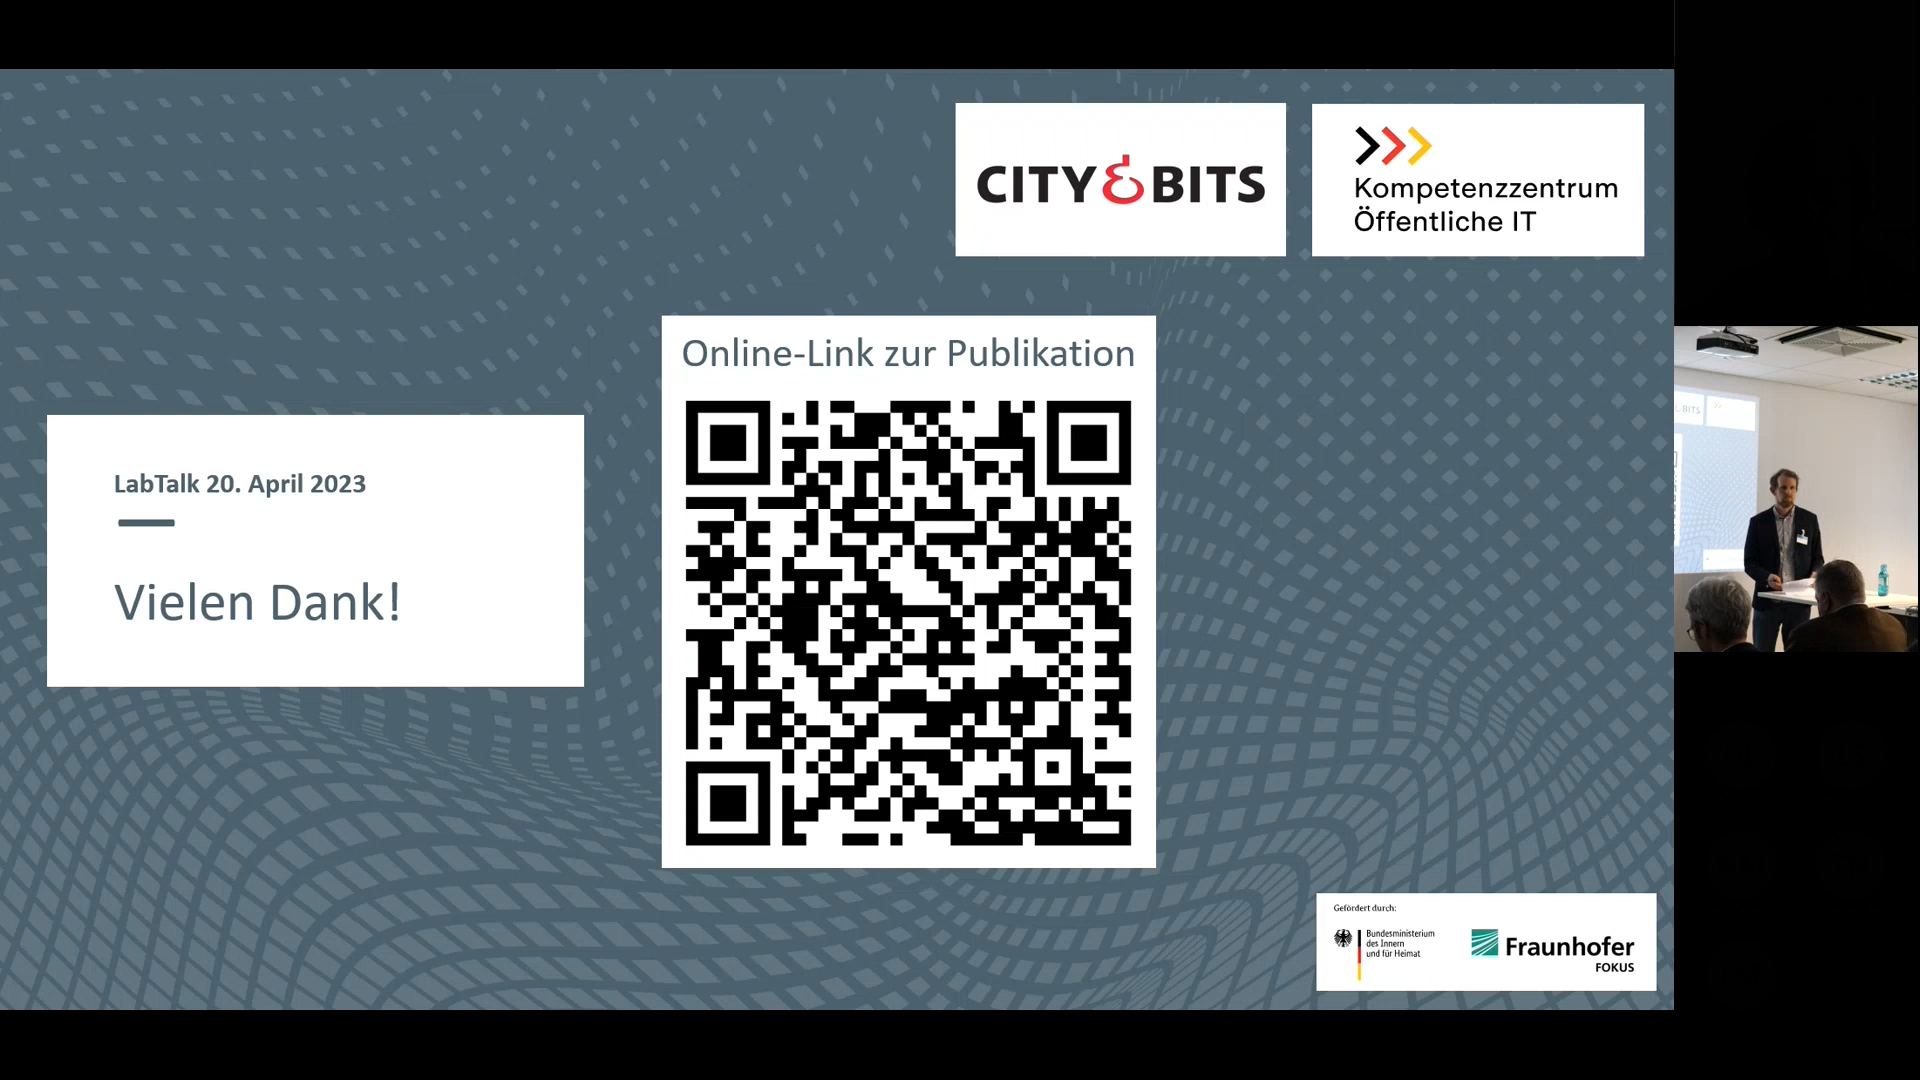 CITY & BITS
Kompetenzzentrum
Öffentliche IT
Online-Link zur Publikation
LabTalk 20. April 2023
Vielen Dank!
Gefördert durch:
Bundesministerium
des Innern
und für Heimat
Fraunhofer
FOKUS
BITS